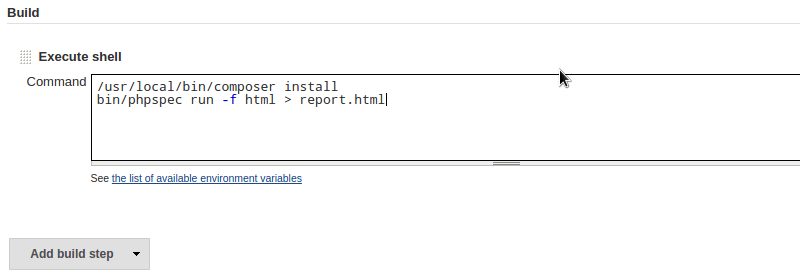 Build
Execute shell
Command
/usr/local/bin/composer install
bin/phpspec run -f html > report.html
See the list of available environment variables
Add build step